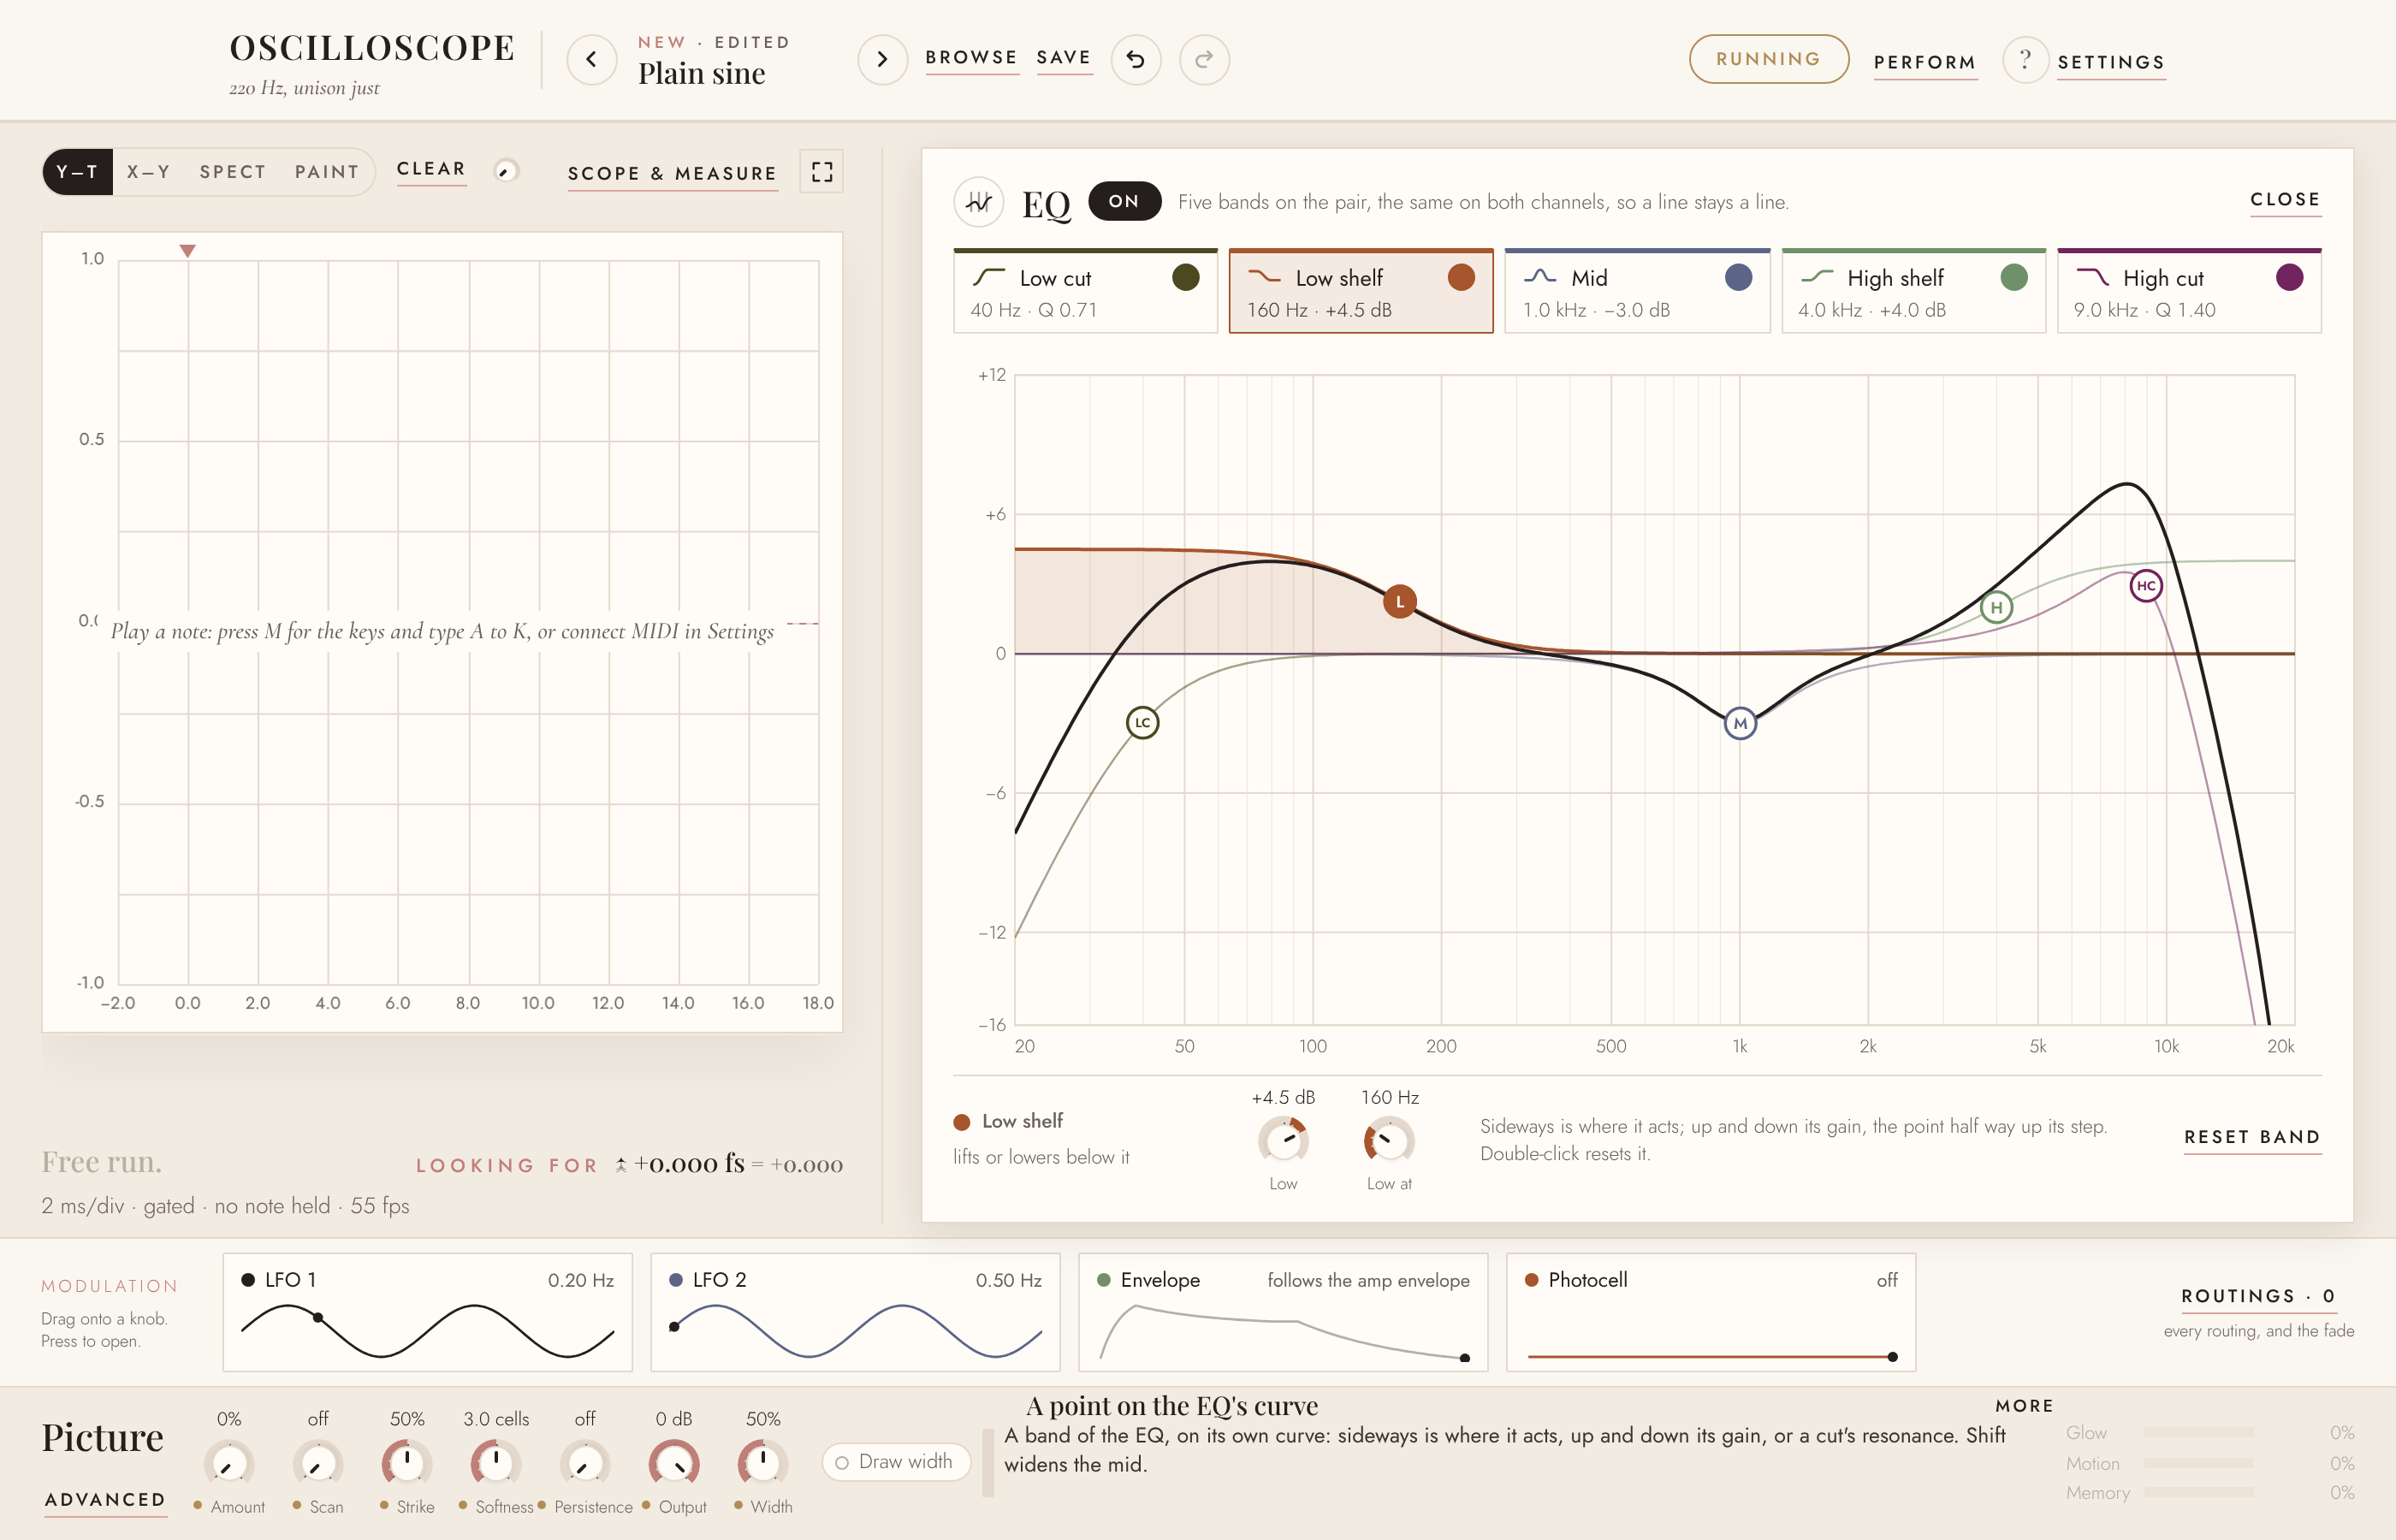 OSCILLOSCOPE
220 Hz, unison just
NEW · EDITED
Plain sine
BROWSE
SAVE
RUNNING
PERFORM
?
SETTINGS
Y–T
X–Y
SPECT
PAINT
CLEAR
SCOPE & MEASURE
1.0
0.5
0.0
-0.5
-1.0
Play a note: press M for the keys and type A to K, or connect MIDI in Settings
−2.0 0.0 2.0 4.0 6.0 8.0 10.0 12.0 14.0 16.0 18.0
Free run.
LOOKING FOR
+0.000 fs = +0.000
2 ms/div · gated · no note held · 55 fps
EQ
ON
Five bands on the pair, the same on both channels, so a line stays a line.
CLOSE
Low cut
40 Hz · Q 0.71
Low shelf
160 Hz · +4.5 dB
Mid
1.0 kHz · −3.0 dB
High shelf
4.0 kHz · +4.0 dB
High cut
9.0 kHz · Q 1.40
+12
+6
0
−6
−12
−16
LC
L
M
H
HC
20 50 100 200 500 1k 2k 5k 10k 20k
Low shelf
lifts or lowers below it
+4.5 dB
Low
160 Hz
Low at
Sideways is where it acts; up and down its gain, the point half way up its step.
Double-click resets it.
RESET BAND
MODULATION
Drag onto a knob.
Press to open.
LFO 1
0.20 Hz
LFO 2
0.50 Hz
Envelope
follows the amp envelope
Photocell
off
ROUTINGS · 0
every routing, and the fade
Picture
ADVANCED
0%
Amount
off
Scan
50%
Strike
3.0 cells
Softness
off
Persistence
0 dB
Output
50%
Width
Draw width
A point on the EQ's curve
A band of the EQ, on its own curve: sideways is where it acts, up and down its gain, or a cut's resonance. Shift
widens the mid.
MORE
Glow 0%
Motion 0%
Memory 0%